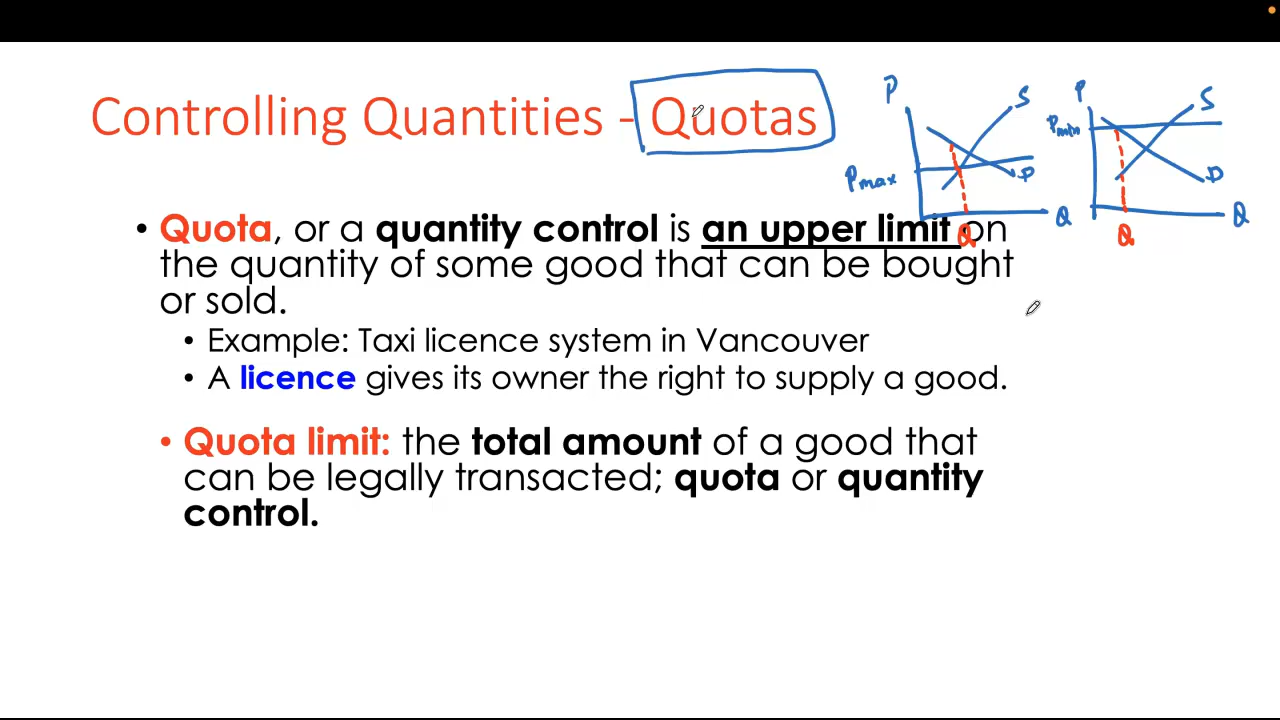 Controlling Quantities - Quotas
P
S
Pmax
D
Q
Q
P
S
Pmin
D
Q
Q
• Quota, or a quantity control is an upper limit on
the quantity of some good that can be bought
or sold.
• Example: Taxi licence system in Vancouver
• A licence gives its owner the right to supply a good.
• Quota limit: the total amount of a good that
can be legally transacted; quota or quantity
control.